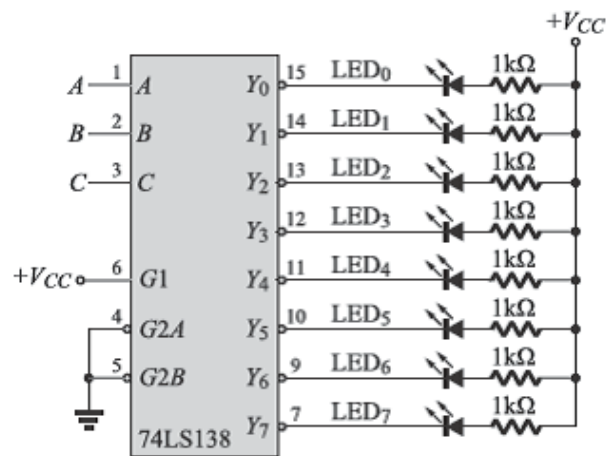 +V_CC
1kΩ
A 1 A Y₀ 15 LED₀
1kΩ
B 2 B Y₁ 14 LED₁
1kΩ
C 3 C Y₂ 13 LED₂
1kΩ
Y₃ 12 LED₃
1kΩ
+V_CC 6 G1 Y₄ 11 LED₄
1kΩ
4 G2A Y₅ 10 LED₅
1kΩ
5 G2B Y₆ 9 LED₆
1kΩ
Y₇ 7 LED₇
74LS138